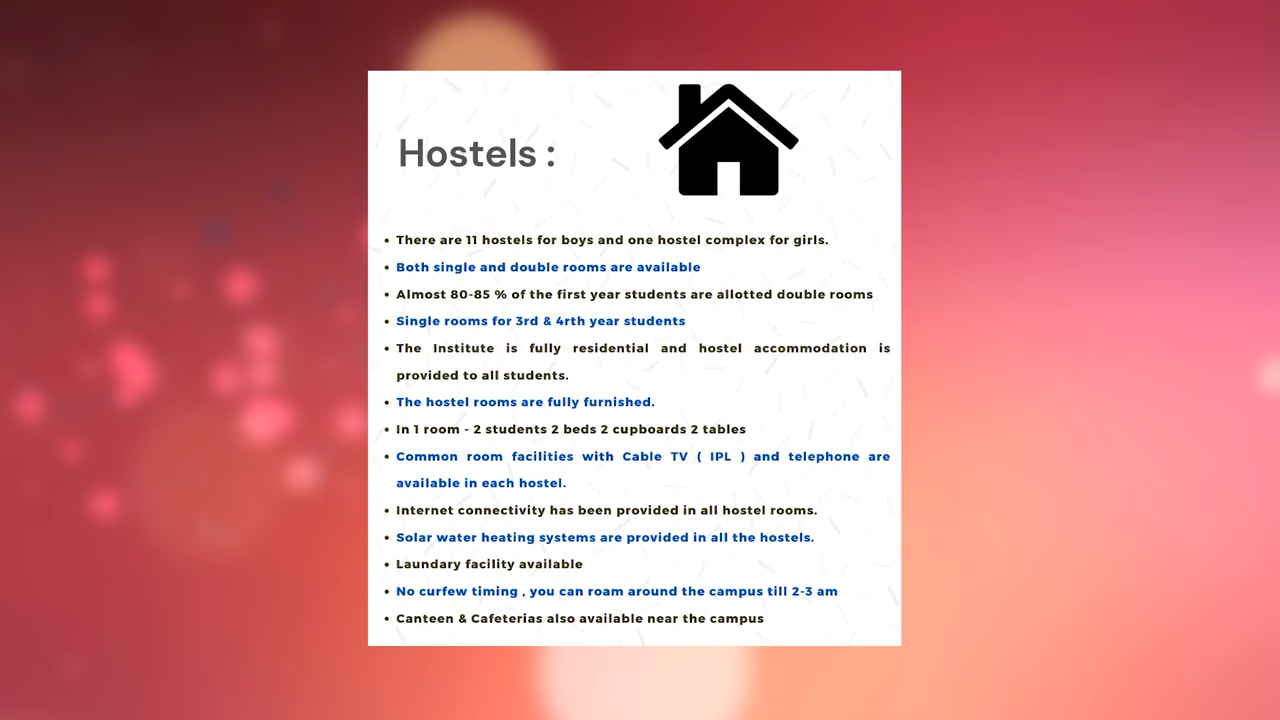 Hostels :
• There are 11 hostels for boys and one hostel complex for girls.
• Both single and double rooms are available
• Almost 80-85 % of the first year students are allotted double rooms
• Single rooms for 3rd & 4rth year students
• The Institute is fully residential and hostel accommodation is
provided to all students.
• The hostel rooms are fully furnished.
• In 1 room - 2 students 2 beds 2 cupboards 2 tables
• Common room facilities with Cable TV ( IPL ) and telephone are
available in each hostel.
• Internet connectivity has been provided in all hostel rooms.
• Solar water heating systems are provided in all the hostels.
• Laundary facility available
• No curfew timing , you can roam around the campus till 2-3 am
• Canteen & Cafeterias also available near the campus